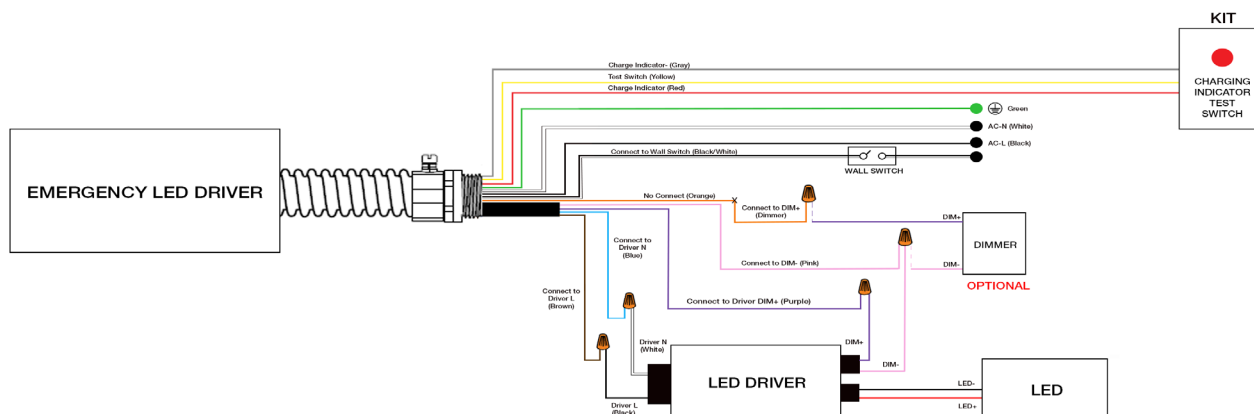 KIT
CHARGING
INDICATOR
TEST
SWITCH
Charge Indicator- (Gray)
Test Switch (Yellow)
Charge Indicator (Red)
Green
AC-N (White)
AC-L (Black)
Connect to Wall Switch (Black/White)
WALL SWITCH
EMERGENCY LED DRIVER
No Connect (Orange)
X
Connect to DIM+
(Dimmer)
DIM+
DIMMER
DIM-
OPTIONAL
Connect to
Driver N
(Blue)
Connect to DIM- (Pink)
Connect to
Driver L
(Brown)
Connect to Driver DIM+ (Purple)
Driver N
(White)
DIM+
DIM-
LED DRIVER
Driver L
(Black)
LED-
LED+
LED